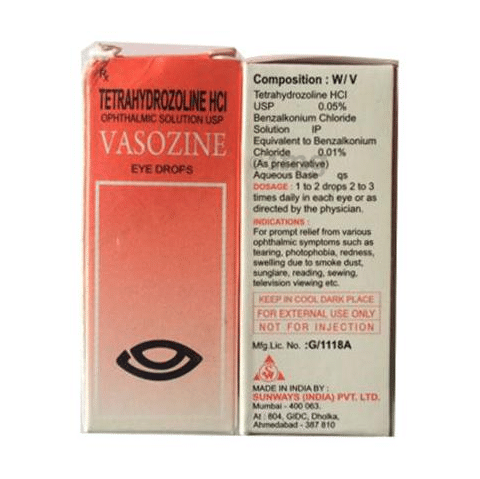 Rx
TETRAHYDROZOLINE HCl
OPHTHALMIC SOLUTION USP
VASOZINE
EYE DROPS
Composition : W/V
Tetrahydrozoline HCl
USP 0.05%
Benzalkonium Chloride
Solution IP
Equivalent to Benzalkonium
Chloride 0.01%
(As preservative)
Aqueous Base qs
DOSAGE : 1 to 2 drops 2 to 3
times daily in each eye or as
directed by the physician.
INDICATIONS :
For prompt relief from various
ophthalmic symptoms such as
tearing, photophobia, redness,
swelling due to smoke dust,
sunglare, reading, sewing,
television viewing etc.
KEEP IN COOL DARK PLACE
FOR EXTERNAL USE ONLY
NOT FOR INJECTION
Mfg.Lic. No. :G/1118A
MADE IN INDIA BY :
SUNWAYS (INDIA) PVT. LTD.
Mumbai - 400 063.
At : 804, GIDC, Dholka,
Ahmedabad - 387 810